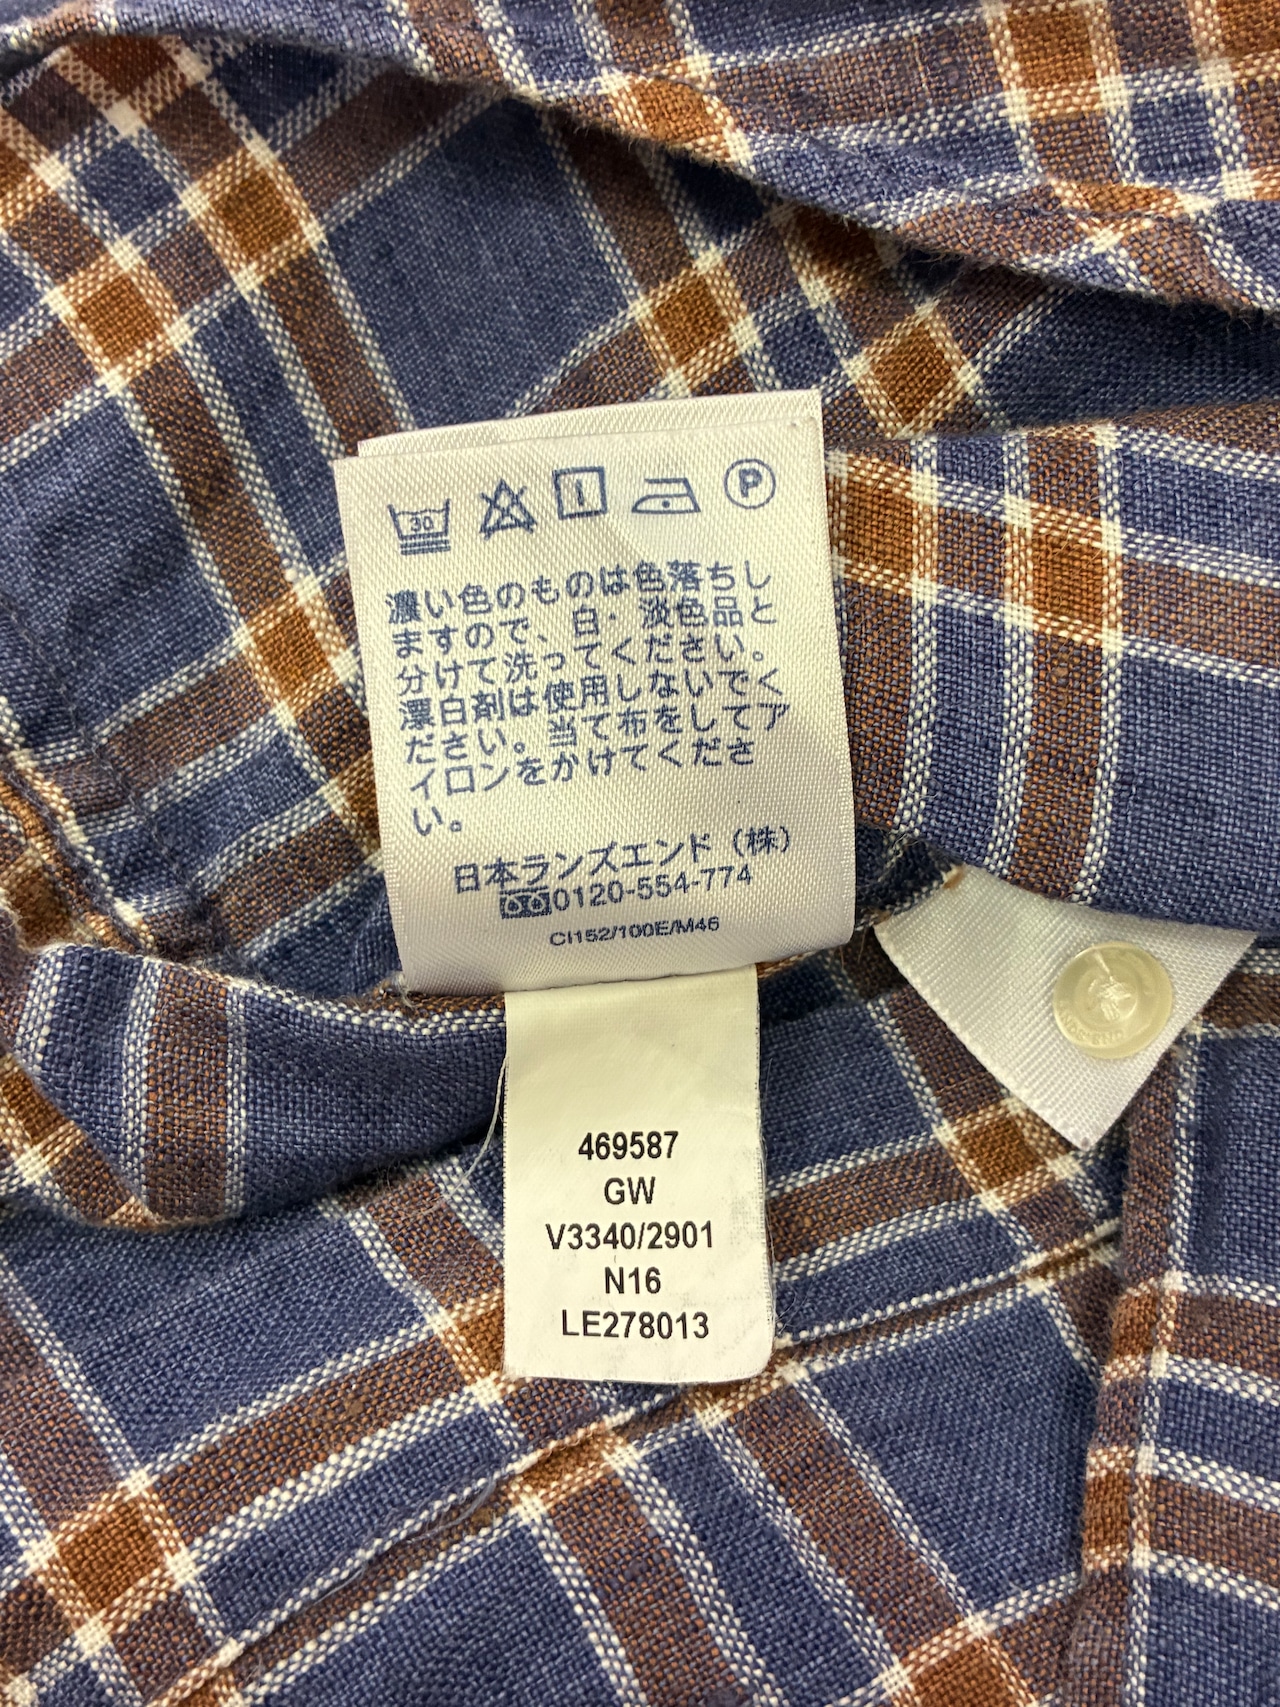 30
P
濃い色のものは色落ちし
ますので、白・淡色品と
分けて洗ってください。
漂白剤は使用しないでく
ださい。当て布をしてア
イロンをかけてくださ
い。
日本ランズエンド（株）
0120-554-774
CI152/100E/M46
469587
GW
V3340/2901
N16
LE278013